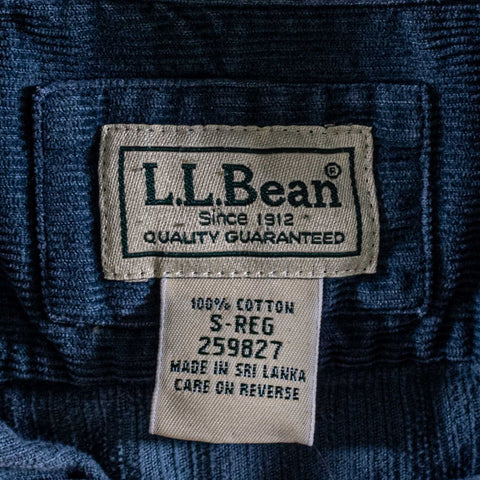 L.L.Bean®
Since 1912
QUALITY GUARANTEED
100% COTTON
S-REG
259827
MADE IN SRI LANKA
CARE ON REVERSE